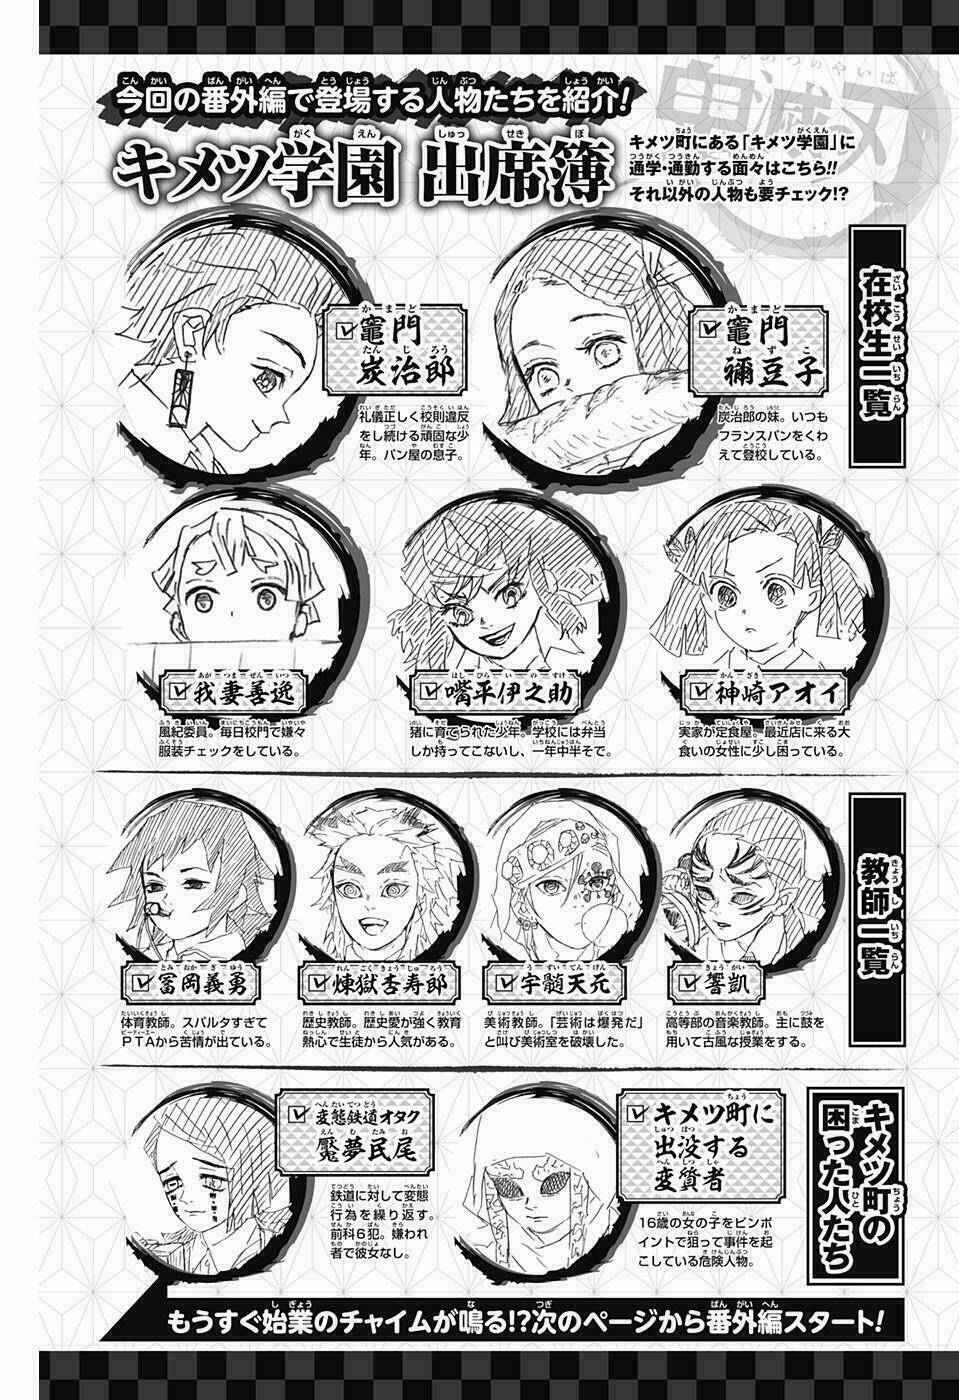 今回の番外編で登場する人物たちを紹介!
キメツ学園 出席簿
キメツ町にある「キメツ学園」に
通学・通勤する面々はこちら!!
それ以外の人物も要チェック!?
在校生一覧
竈門
炭治郎
礼儀正しく校則違反
をし続ける頑固な少
年。パン屋の息子。
竈門
禰豆子
炭治郎の妹。いつも
フランスパンをくわ
えて登校している。
我妻善逸
風紀委員。毎日校門で嫌々
服装チェックをしている。
嘴平伊之助
猪に育てられた少年。学校には弁当
しか持ってこないし、一年中半そで。
神崎アオイ
実家が定食屋。最近店に来る大
食いの女性に少し困っている。
教師一覧
冨岡義勇
体育教師。スパルタすぎて
PTAから苦情が出ている。
煉獄杏寿郎
歴史教師。歴史愛が強く教育
熱心で生徒から人気がある。
宇髄天元
美術教師。「芸術は爆発だ」
と叫び美術室を破壊した。
響凱
高等部の音楽教師。主に鼓を
用いて古風な授業をする。
キメツ町の
困った人たち
変態鉄道オタク
魘夢民尾
鉄道に対して変態
行為を繰り返す。
前科6犯。嫌われ
者で彼女なし。
キメツ町に
出没する
変質者
16歳の女の子をピンポ
イントで狙って事件を起
こしている危険人物。
もうすぐ始業のチャイムが鳴る!?次のページから番外編スタート!